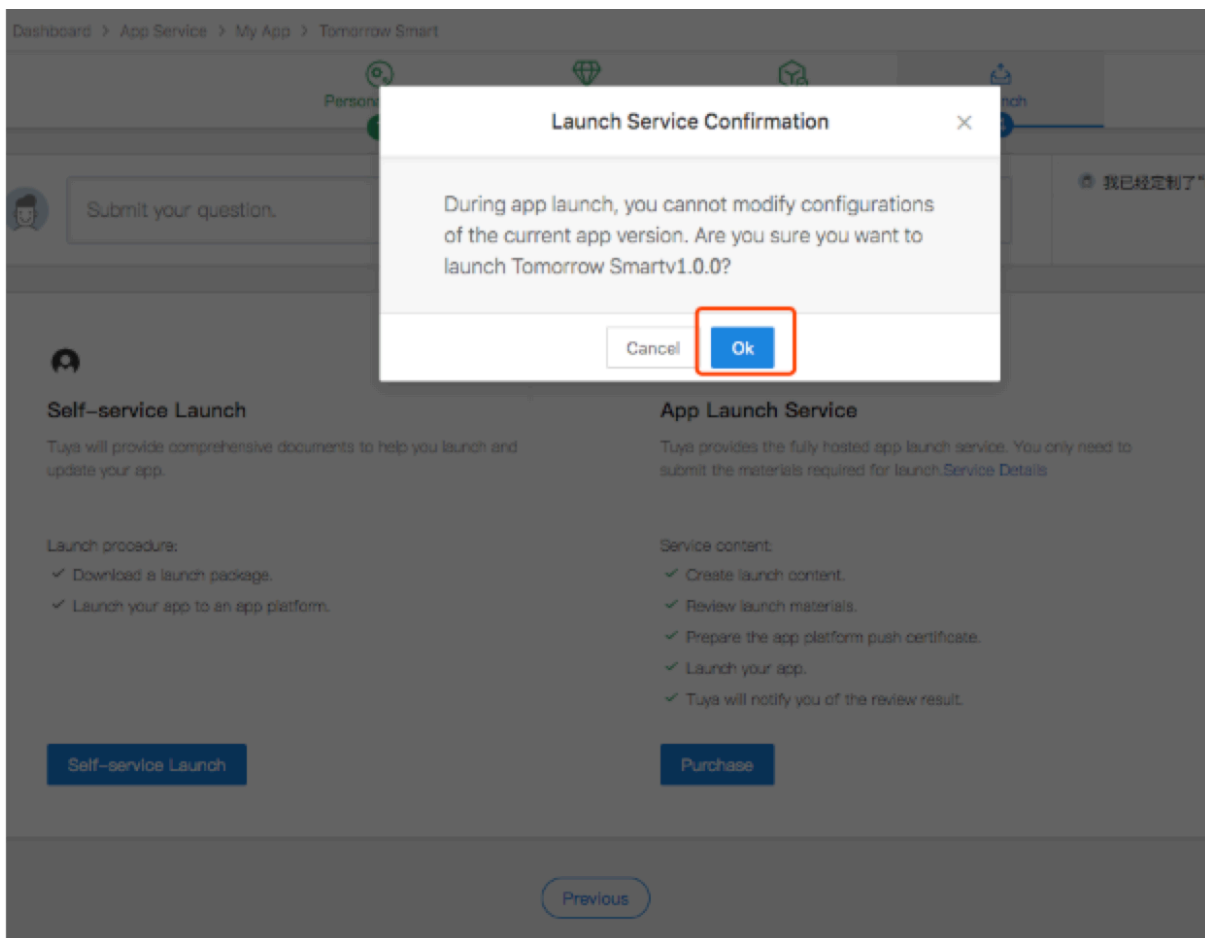 Dashboard > App Service > My App > Tomorrow Smart
Launch Service Confirmation
我已经定制了"
Submit your question.
During app launch, you cannot modify configurations
of the current app version. Are you sure you want to
launch Tomorrow Smartv1.0.0?
Cancel
Ok
Self-service Launch
Tuya will provide comprehensive documents to help you launch and
update your app.
Launch procedure:
Download a launch package.
Launch your app to an app platform.
Self-service Launch
App Launch Service
Tuya provides the fully hosted app launch service. You only need to
submit the materials required for launch.Service Details
Service content:
Create launch content.
Review launch materials.
Prepare the app platform push certificate.
Launch your app.
Tuya will notify you of the review result.
Purchase
Previous